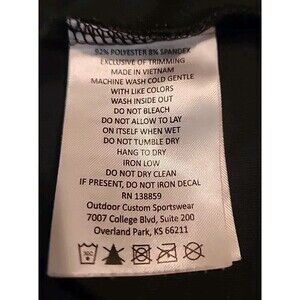 92% POLYESTER 8% SPANDEX
EXCLUSIVE OF TRIMMING
MADE IN VIETNAM
MACHINE WASH COLD GENTLE
WITH LIKE COLORS
WASH INSIDE OUT
DO NOT BLEACH
DO NOT ALLOW TO LAY
ON ITSELF WHEN WET
DO NOT TUMBLE DRY
HANG TO DRY
IRON LOW
DO NOT DRY CLEAN
IF PRESENT, DO NOT IRON DECAL
RN 138859
Outdoor Custom Sportswear
7007 College Blvd, Suite 200
Overland Park, KS 66211